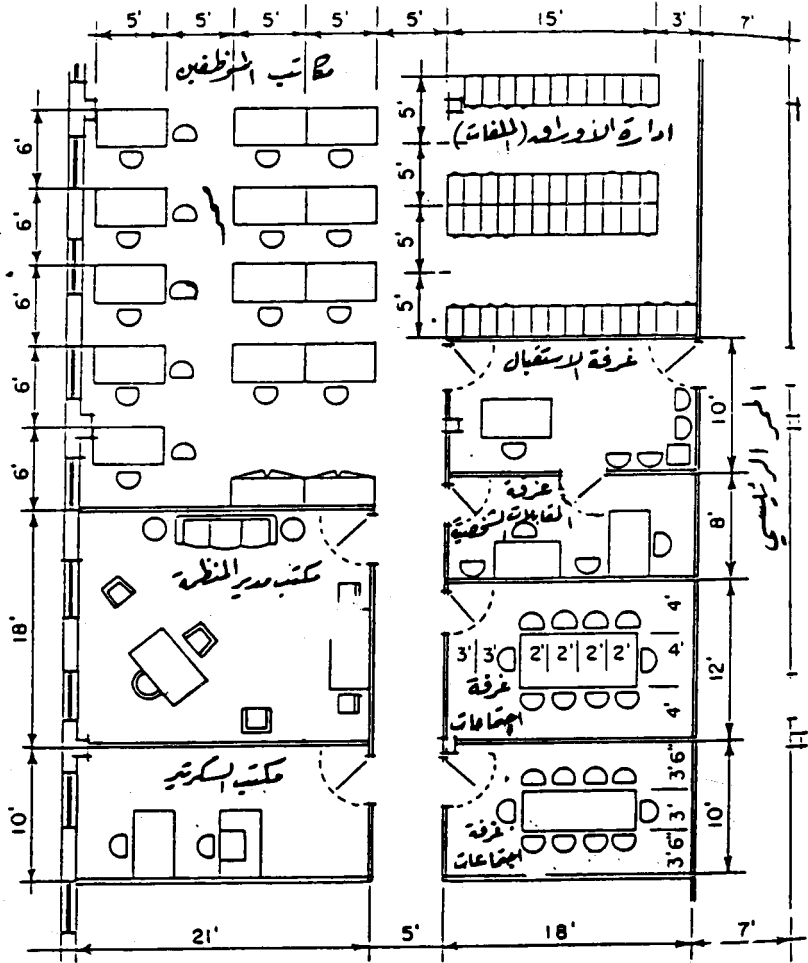 5' 5' 5' 5' 5' 15' 3' 7'
مكاتب الموظفين
ادارة الأوراق (الملفات)
6'
6'
6'
6'
6'
5'
5'
5'
5'
غرفة الاستقبال
10'
الممر الرئيسي
غرفة
المقابلات الشخصية
8'
مكتب مدير المنظمة
18'
3' 3' 2' 2' 2' 2'
4'
4'
4'
12'
غرفة
اجتماعات
مكتب السكرتير
10'
غرفة
اجتماعات
3'6"
3'
3'6"
10'
21' 5' 18' 7'